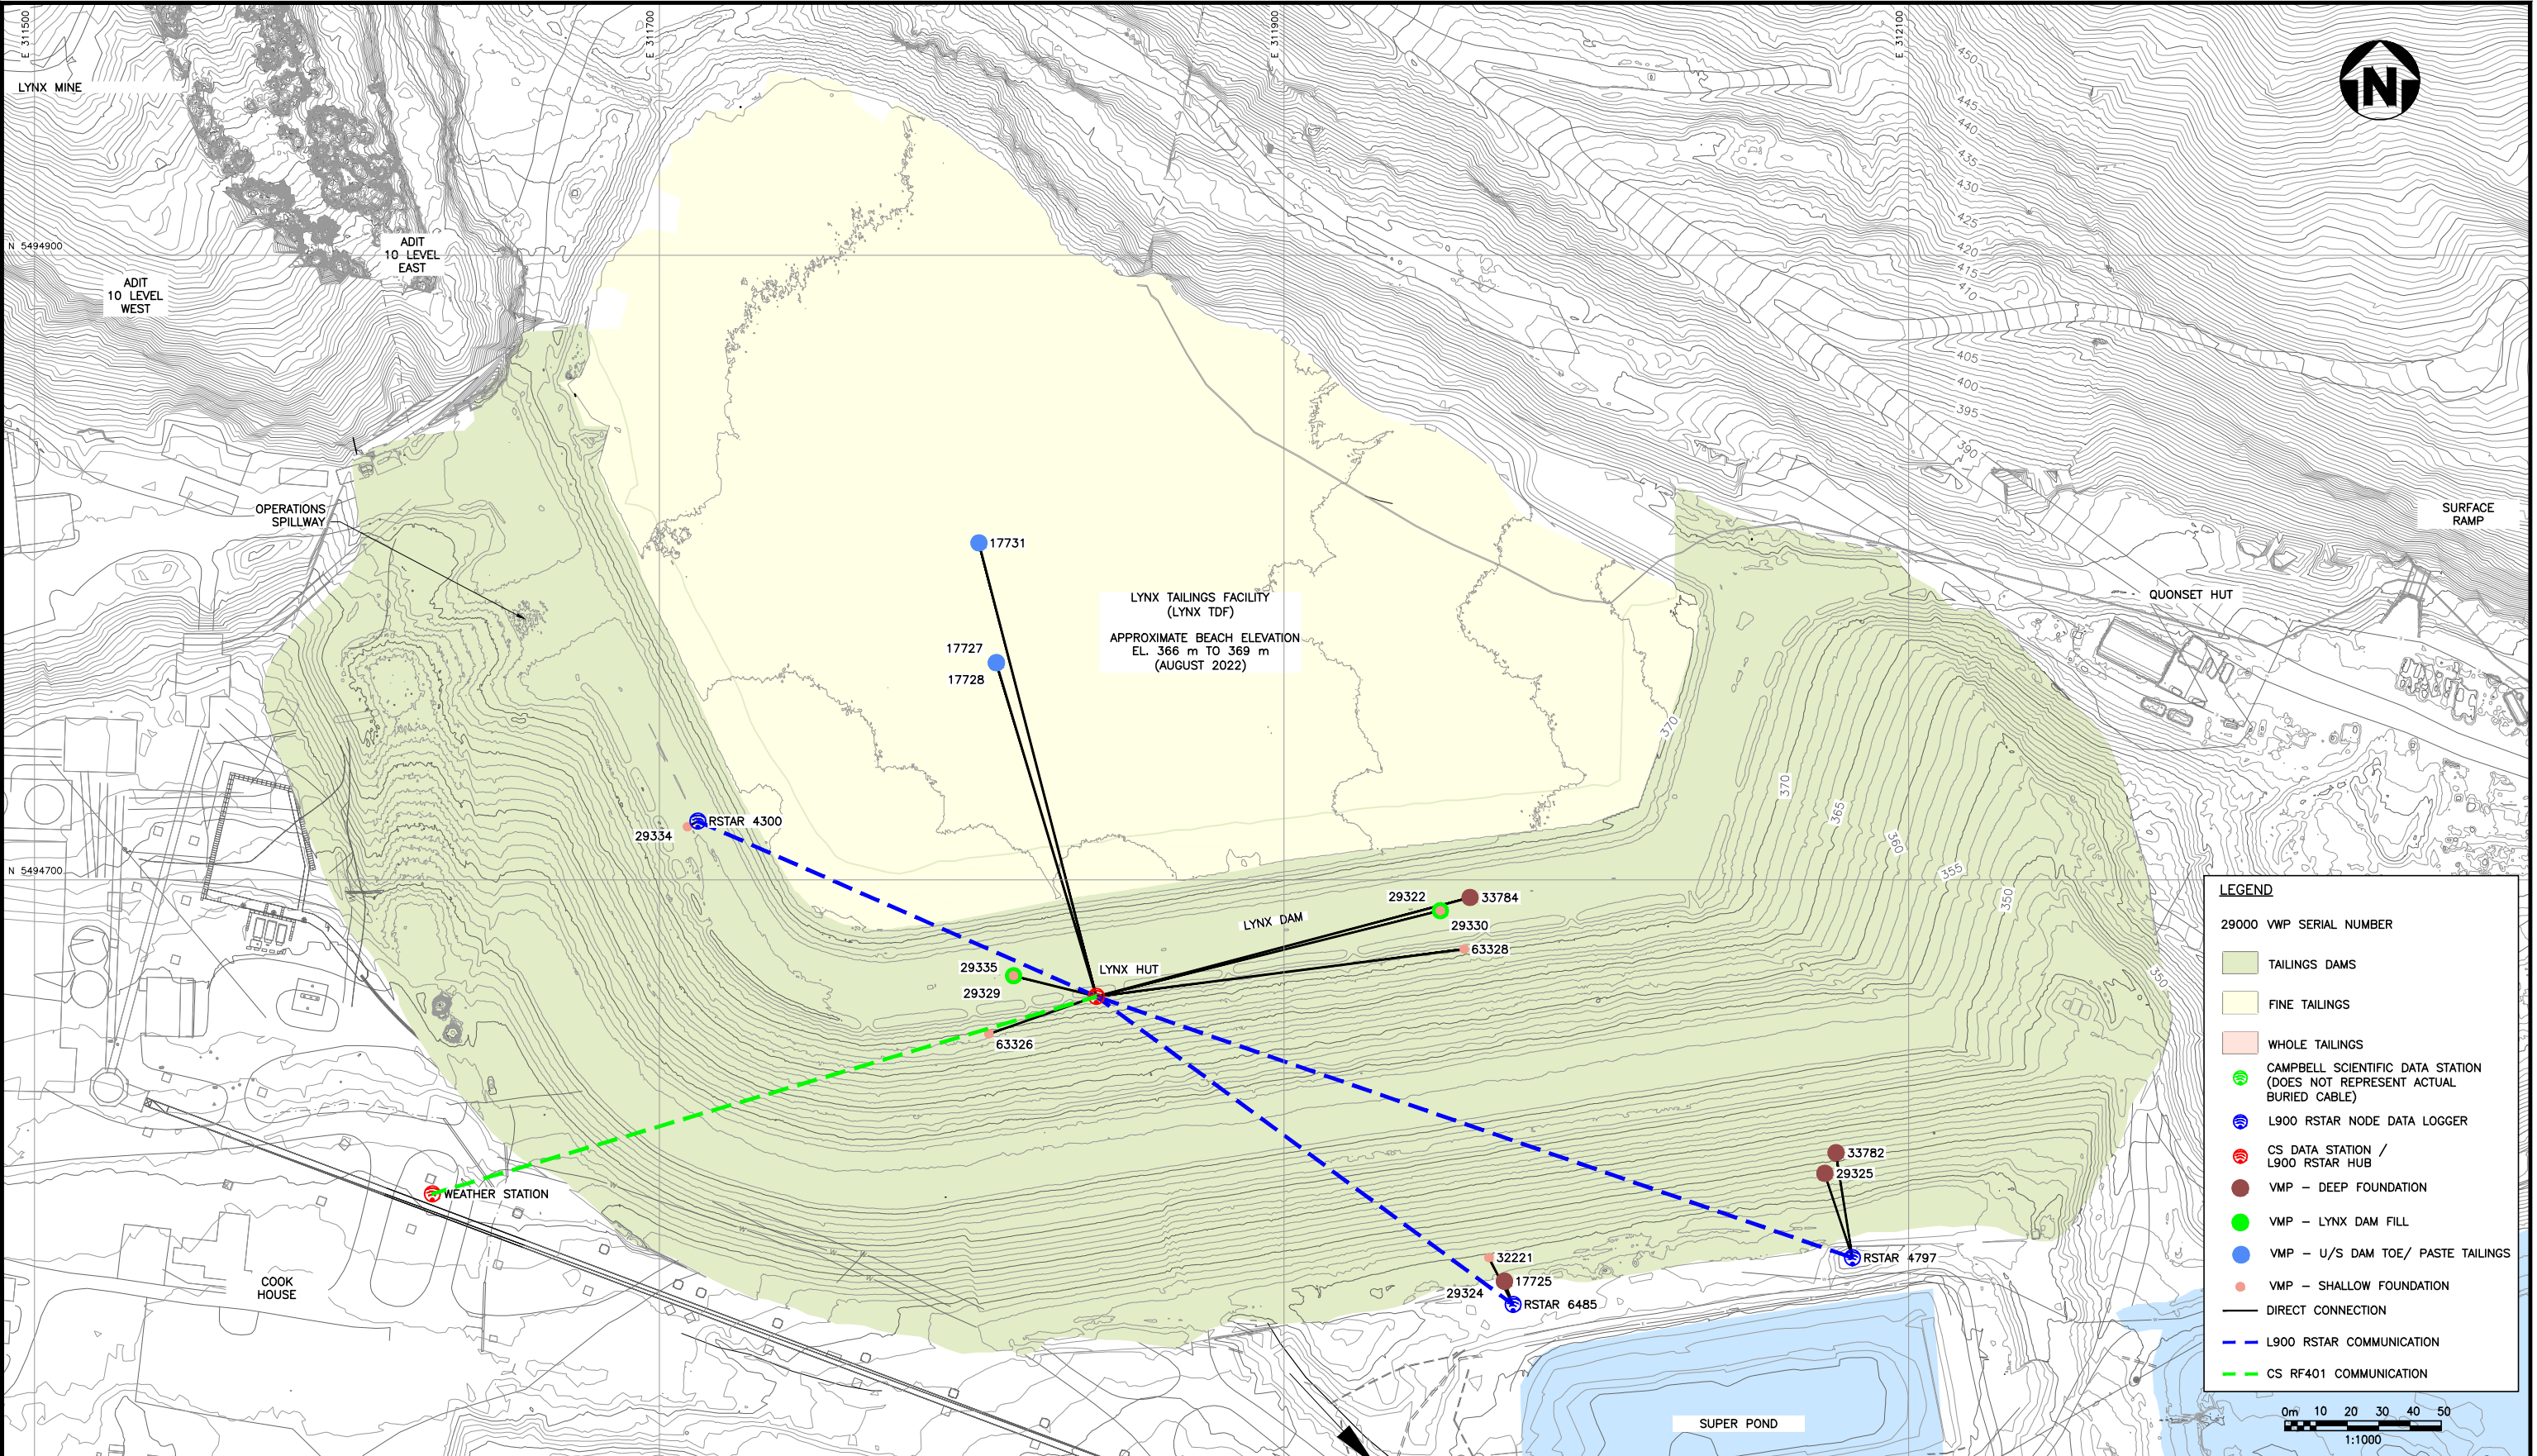 E 311500
E 311700
E 311900
E 312100
N
LYNX MINE
450
445
440
435
430
425
420
415
410
405
400
395
390
N 5494900
ADIT
10 LEVEL
EAST
ADIT
10 LEVEL
WEST
OPERATIONS
SPILLWAY
SURFACE
RAMP
QUONSET HUT
17731
LYNX TAILINGS FACILITY
(LYNX TDF)
APPROXIMATE BEACH ELEVATION
EL. 366 m TO 369 m
(AUGUST 2022)
17727
17728
370
370
365
360
355
350
350
RSTAR 4300
29334
N 5494700
29322
33784
29330
LYNX DAM
63328
29335
LYNX HUT
29329
63326
WEATHER STATION
33782
29325
32221
17725
29324
RSTAR 6485
RSTAR 4797
COOK
HOUSE
SUPER POND
LEGEND
29000 VWP SERIAL NUMBER
TAILINGS DAMS
FINE TAILINGS
WHOLE TAILINGS
CAMPBELL SCIENTIFIC DATA STATION
(DOES NOT REPRESENT ACTUAL
BURIED CABLE)
L900 RSTAR NODE DATA LOGGER
CS DATA STATION /
L900 RSTAR HUB
VMP – DEEP FOUNDATION
VMP – LYNX DAM FILL
VMP – U/S DAM TOE/ PASTE TAILINGS
VMP – SHALLOW FOUNDATION
DIRECT CONNECTION
L900 RSTAR COMMUNICATION
CS RF401 COMMUNICATION
0m 10 20 30 40 50
1:1000